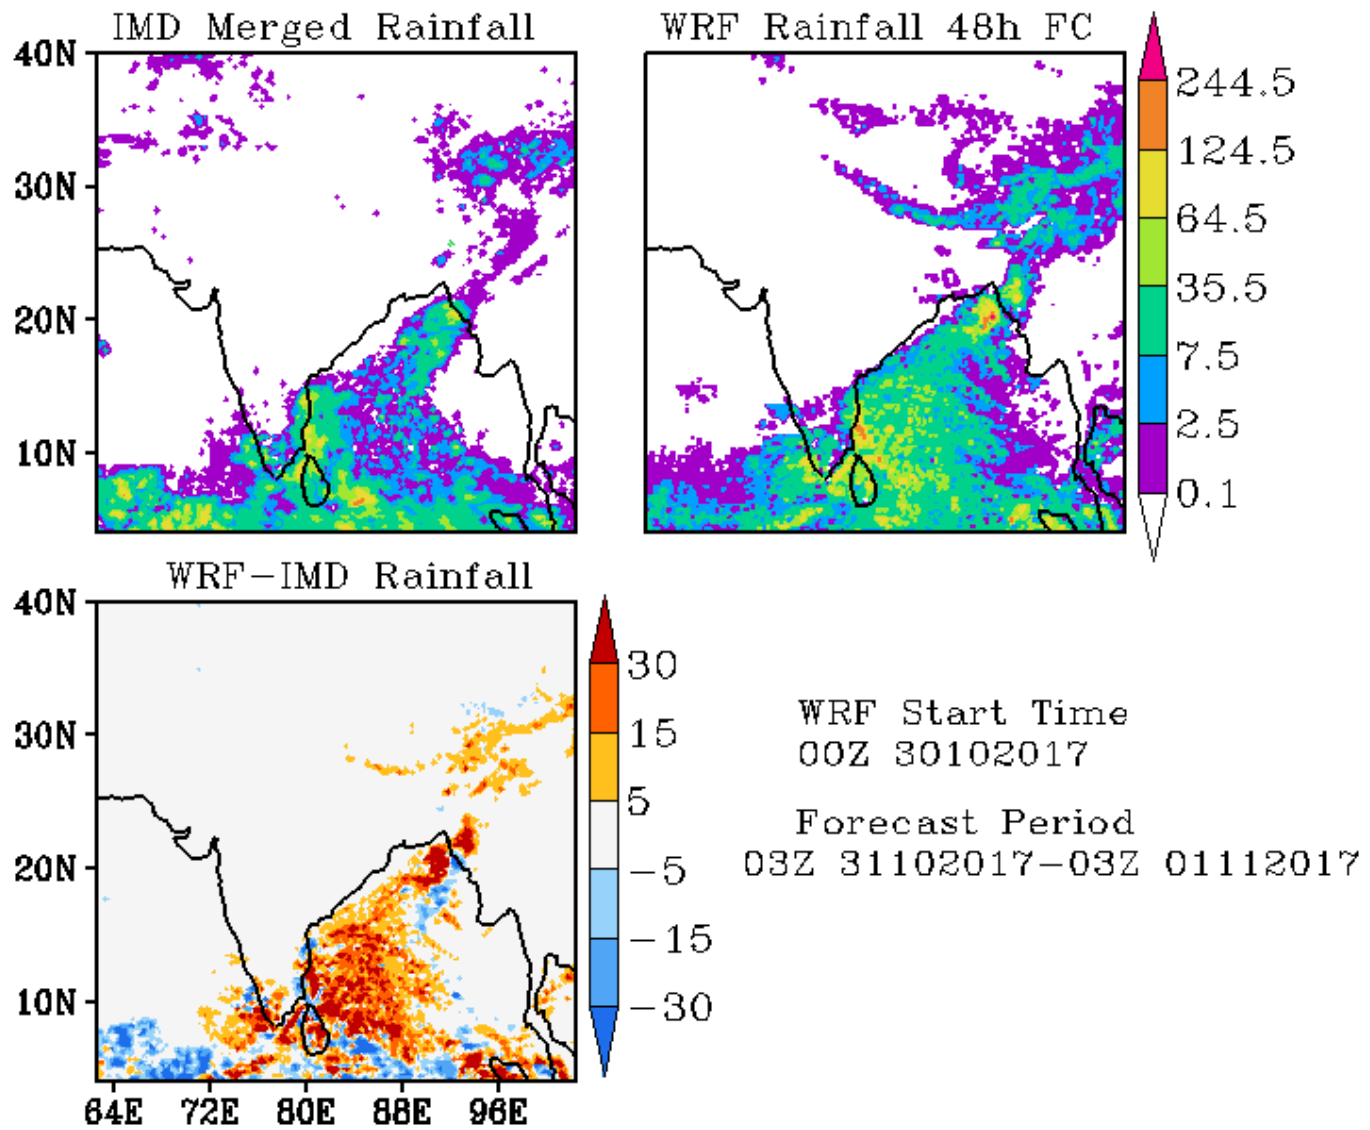 IMD Merged Rainfall
WRF Rainfall 48h FC
40N
30N
20N
10N
244.5
124.5
64.5
35.5
7.5
2.5
0.1
WRF-IMD Rainfall
40N
30N
20N
10N
64E 72E 80E 88E 96E
30
15
5
-5
-15
-30
WRF Start Time
00Z 30102017
Forecast Period
03Z 31102017-03Z 01112017